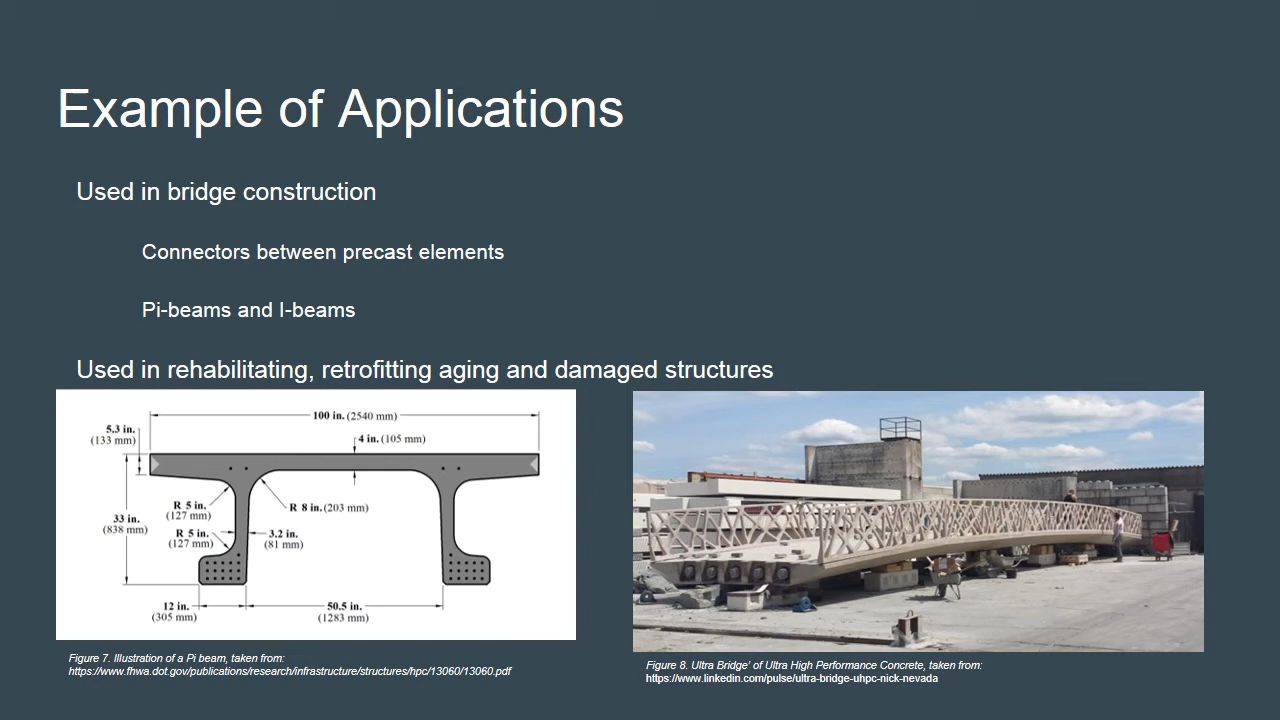 Example of Applications
Used in bridge construction
Connectors between precast elements
Pi-beams and I-beams
Used in rehabilitating, retrofitting aging and damaged structures
100 in. (2540 mm)
5.3 in.
(133 mm)
4 in. (105 mm)
R 5 in.
(127 mm)
R 8 in. (203 mm)
33 in.
(838 mm)
R 5 in.
(127 mm)
3.2 in.
(81 mm)
12 in.
(305 mm)
50.5 in.
(1283 mm)
Figure 7. Illustration of a Pi beam, taken from:
https://www.fhwa.dot.gov/publications/research/infrastructure/structures/hpc/13060/13060.pdf
Figure 8. Ultra Bridge' of Ultra High Performance Concrete, taken from:
https://www.linkedin.com/pulse/ultra-bridge-uhpc-nick-nevada